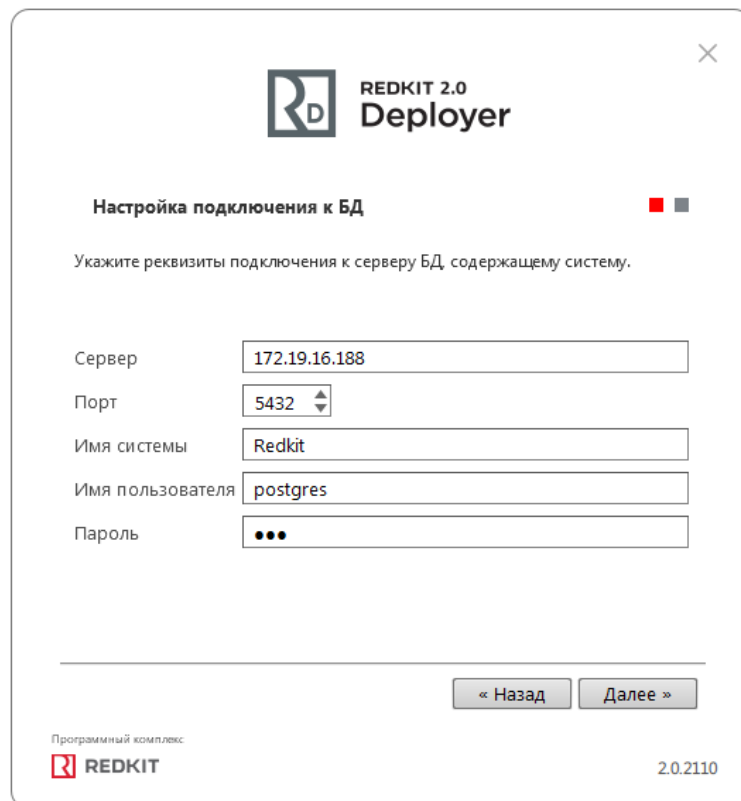 REDKIT 2.0
Deployer
Настройка подключения к БД
Укажите реквизиты подключения к серверу БД, содержащему систему.
Сервер 172.19.16.188
Порт 5432
Имя системы Redkit
Имя пользователя postgres
Пароль •••
« Назад Далее »
Программный комплекс
REDKIT
2.0.2110